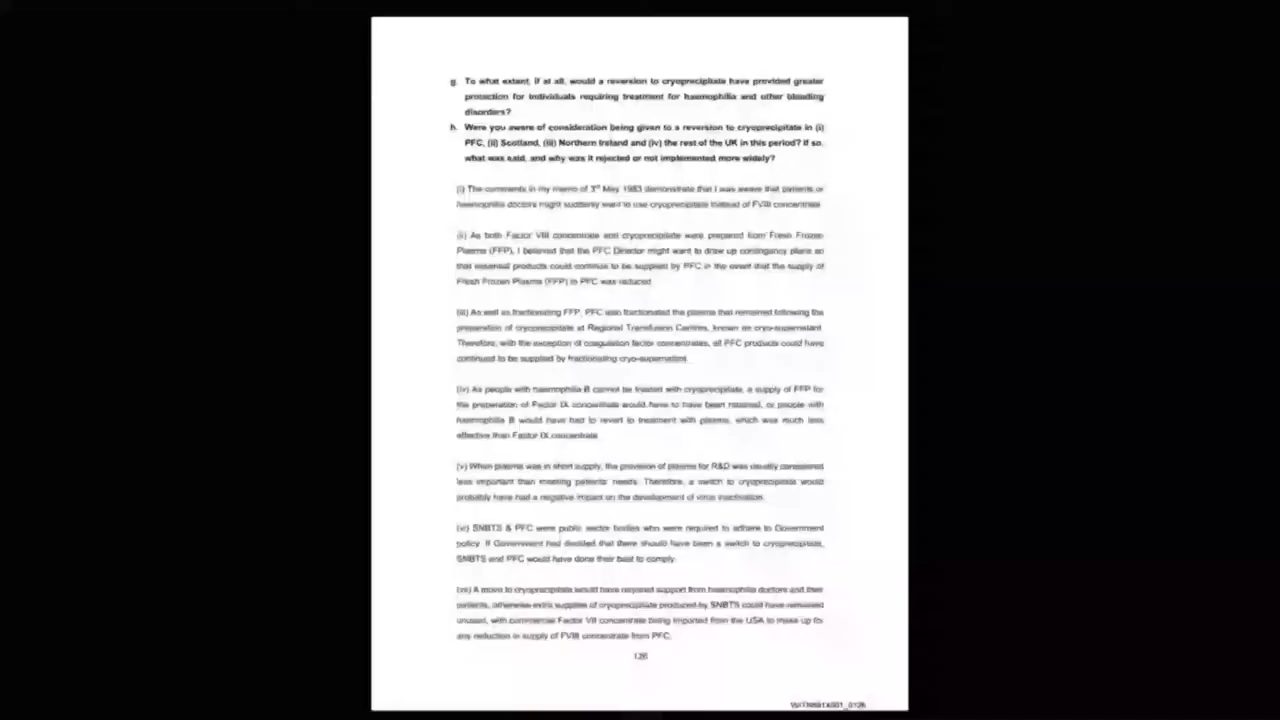 g. To what extent, if at all, would a reversion to cryoprecipitate have provided greater
protection for individuals requiring treatment for haemophilia and other bleeding
disorders?
h. Were you aware of consideration being given to a reversion to cryoprecipitate in (i)
PFC, (ii) Scotland, (iii) Northern Ireland and (iv) the rest of the UK in this period? If so,
what was said, and why was it rejected or not implemented more widely?
(i) The comments in my memo of 3rd May 1983 demonstrate that I was aware that patients or
haemophilia doctors might suddenly want to use cryoprecipitate instead of FVIII concentrate.
(ii) As both Factor VIII concentrate and cryoprecipitate were prepared from Fresh Frozen
Plasma (FFP), I believed that the PFC Director might want to draw up contingency plans so
that essential products could continue to be supplied by PFC in the event that the supply of
Fresh Frozen Plasma (FFP) to PFC was reduced.
(iii) As well as fractionating FFP, PFC also fractionated the plasma that remained following the
preparation of cryoprecipitate at Regional Transfusion Centres, known as cryo-supernatant.
Therefore, with the exception of coagulation factor concentrates, all PFC products could have
continued to be supplied by fractionating cryo-supernatant.
(iv) As people with haemophilia B cannot be treated with cryoprecipitate, a supply of FFP for
the preparation of Factor IX concentrate would have to have been retained, or people with
haemophilia B would have had to revert to treatment with plasma, which was much less
effective than Factor IX concentrate.
(v) When plasma was in short supply, the provision of plasma for R&D was usually considered
less important than meeting patients' needs. Therefore, a switch to cryoprecipitate would
probably have had a negative impact on the development of virus inactivation.
(vi) SNBTS & PFC were public sector bodies who were required to adhere to Government
policy. If Government had decided that there should have been a switch to cryoprecipitate,
SNBTS and PFC would have done their best to comply.
(vii) A move to cryoprecipitate would have required support from haemophilia doctors and their
patients, otherwise extra supplies of cryoprecipitate produced by SNBTS could have remained
unused, with commercial Factor VIII concentrate being imported from the USA to make up for
any reduction in supply of FVIII concentrate from PFC.
126